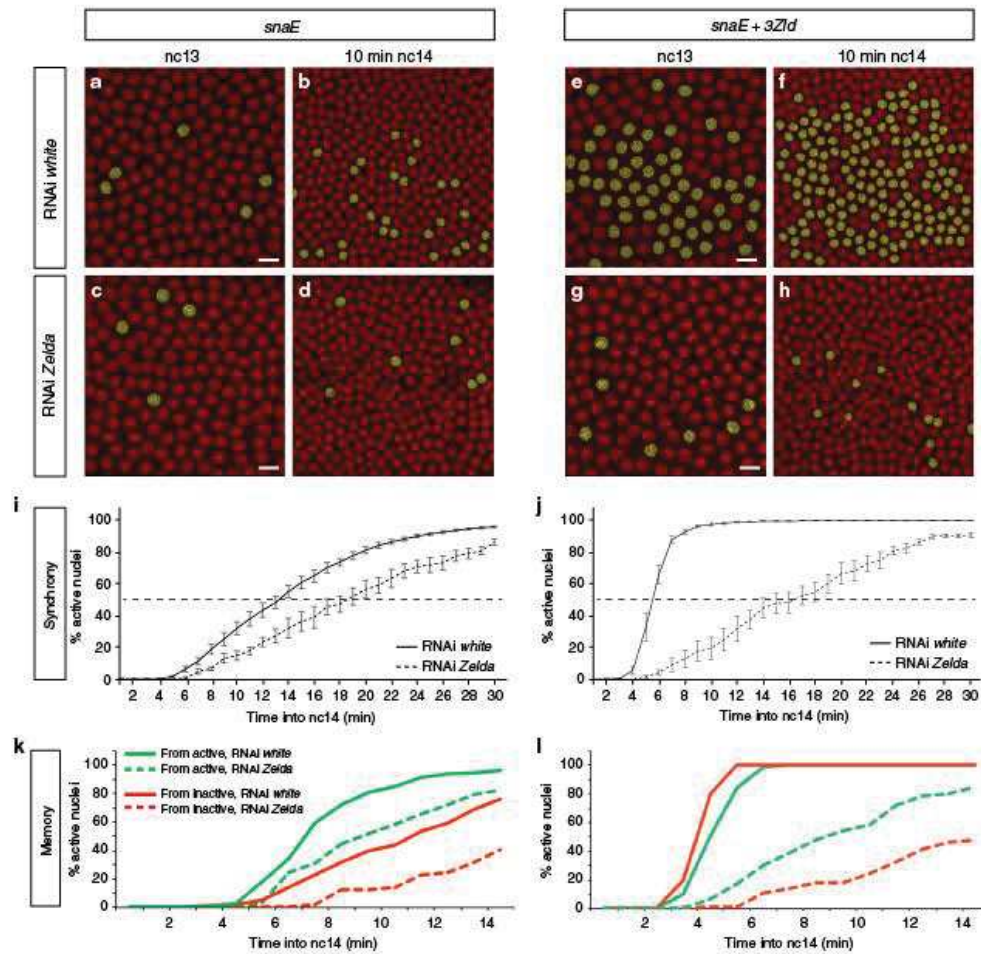 snaE
snaE + 3Zld
nc13
10 min nc14
nc13
10 min nc14
RNAi white
a
b
e
f
RNAi Zelda
c
d
g
h
i
j
Synchrony
% active nuclei
100
80
60
40
20
0
RNAi white
RNAi Zelda
2 4 6 8 10 12 14 16 18 20 22 24 26 28 30
Time into nc14 (min)
% active nuclei
100
80
60
40
20
0
RNAi white
RNAi Zelda
2 4 6 8 10 12 14 16 18 20 22 24 26 28 30
Time into nc14 (min)
k
l
Memory
% active nuclei
100
80
60
40
20
0
From active, RNAi white
From active, RNAi Zelda
From inactive, RNAi white
From inactive, RNAi Zelda
2 4 6 8 10 12 14
Time into nc14 (min)
% active nuclei
100
80
60
40
20
0
2 4 6 8 10 12 14
Time into nc14 (min)